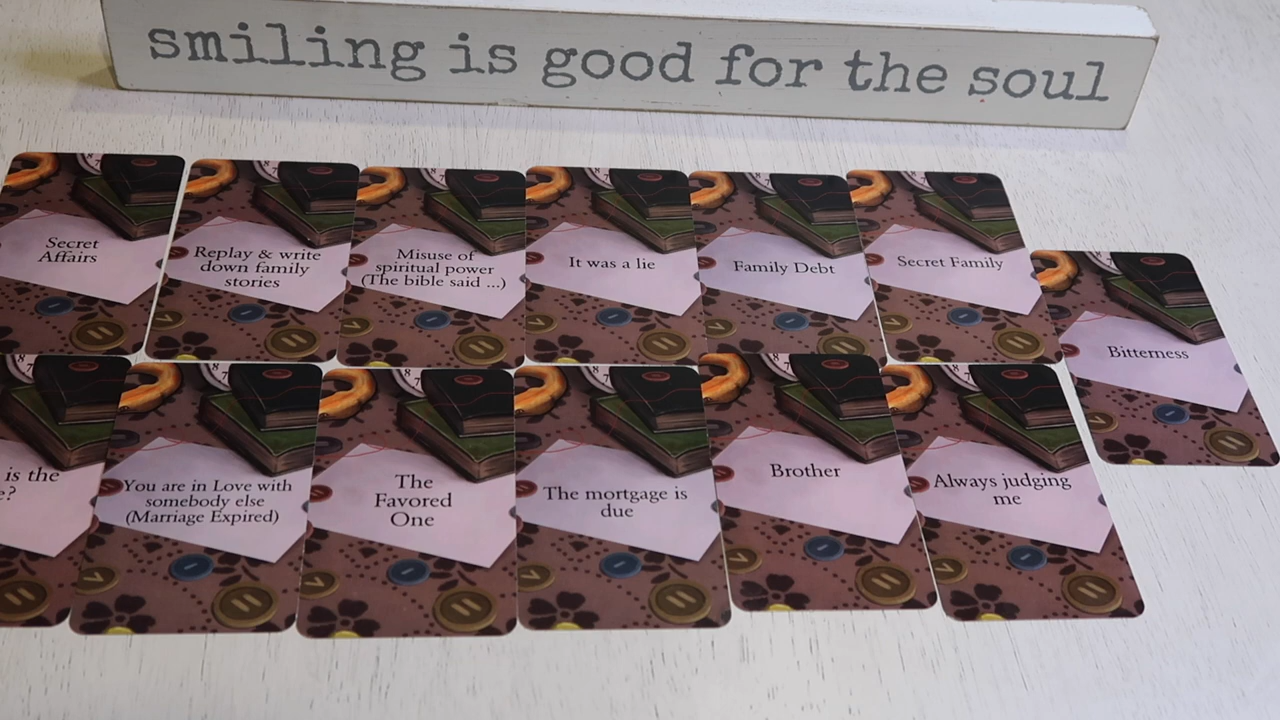 smiling is good for the soul
Secret
Affairs
Replay & write
down family
stories
Misuse of
spiritual power
(The bible said ...)
It was a lie
Family Debt
Secret Family
Bitterness
is the
e?
You are in Love with
somebody else
(Marriage Expired)
The
Favored
One
The mortgage is
due
Brother
Always judging
me